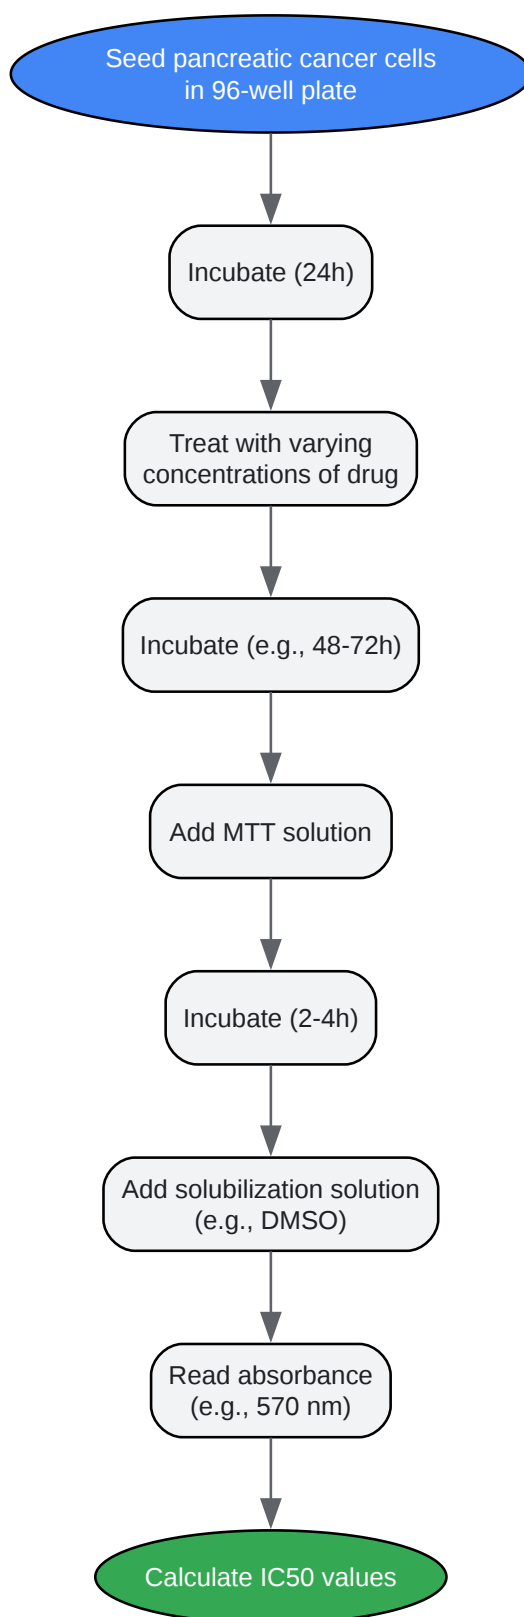 Seed pancreatic cancer cells
in 96-well plate
Incubate (24h)
Treat with varying
concentrations of drug
Incubate (e.g., 48-72h)
Add MTT solution
Incubate (2-4h)
Add solubilization solution
(e.g., DMSO)
Read absorbance
(e.g., 570 nm)
Calculate IC50 values